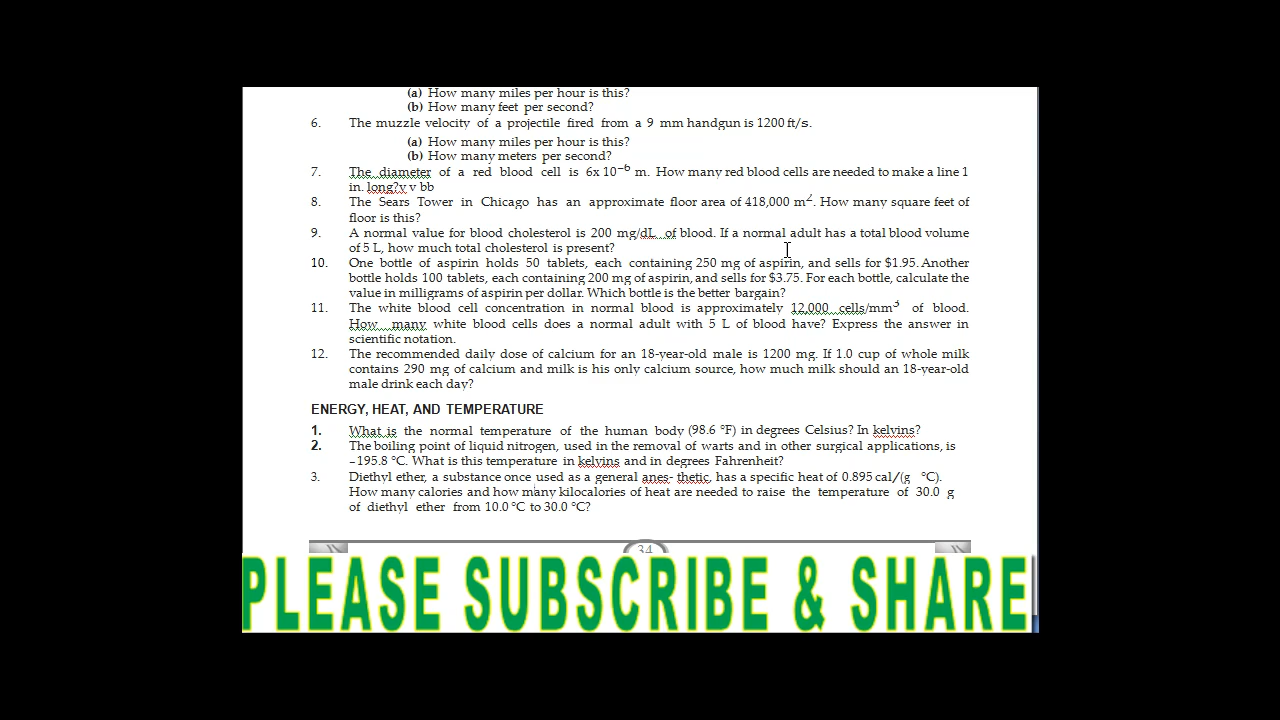 (a) How many miles per hour is this?
(b) How many feet per second?
6. The muzzle velocity of a projectile fired from a 9 mm handgun is 1200 ft/s.
(a) How many miles per hour is this?
(b) How many meters per second?
7. The diameter of a red blood cell is 6x 10⁻⁶ m. How many red blood cells are needed to make a line 1
in. long?v v bb
8. The Sears Tower in Chicago has an approximate floor area of 418,000 m². How many square feet of
floor is this?
9. A normal value for blood cholesterol is 200 mg/dL of blood. If a normal adult has a total blood volume
of 5 L, how much total cholesterol is present?
10. One bottle of aspirin holds 50 tablets, each containing 250 mg of aspirin, and sells for $1.95. Another
bottle holds 100 tablets, each containing 200 mg of aspirin, and sells for $3.75. For each bottle, calculate the
value in milligrams of aspirin per dollar. Which bottle is the better bargain?
11. The white blood cell concentration in normal blood is approximately 12,000 cells/mm³ of blood.
How many white blood cells does a normal adult with 5 L of blood have? Express the answer in
scientific notation.
12. The recommended daily dose of calcium for an 18-year-old male is 1200 mg. If 1.0 cup of whole milk
contains 290 mg of calcium and milk is his only calcium source, how much milk should an 18-year-old
male drink each day?
ENERGY, HEAT, AND TEMPERATURE
1. What is the normal temperature of the human body (98.6 °F) in degrees Celsius? In kelvins?
2. The boiling point of liquid nitrogen, used in the removal of warts and in other surgical applications, is
−195.8 °C. What is this temperature in kelvins and in degrees Fahrenheit?
3. Diethyl ether, a substance once used as a general anes- thetic, has a specific heat of 0.895 cal/(g °C).
How many calories and how many kilocalories of heat are needed to raise the temperature of 30.0 g
of diethyl ether from 10.0 °C to 30.0 °C?
34
PLEASE SUBSCRIBE & SHARE